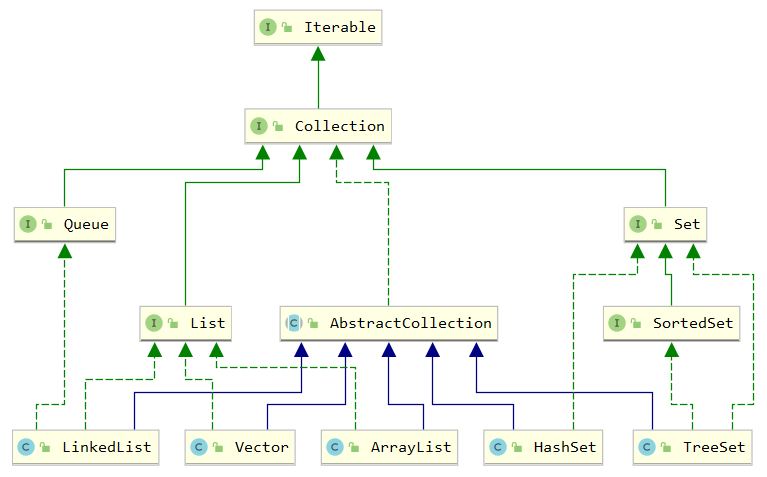 I Iterable
I Collection
I Queue
I Set
I List
C AbstractCollection
I SortedSet
C LinkedList
C Vector
C ArrayList
C HashSet
C TreeSet